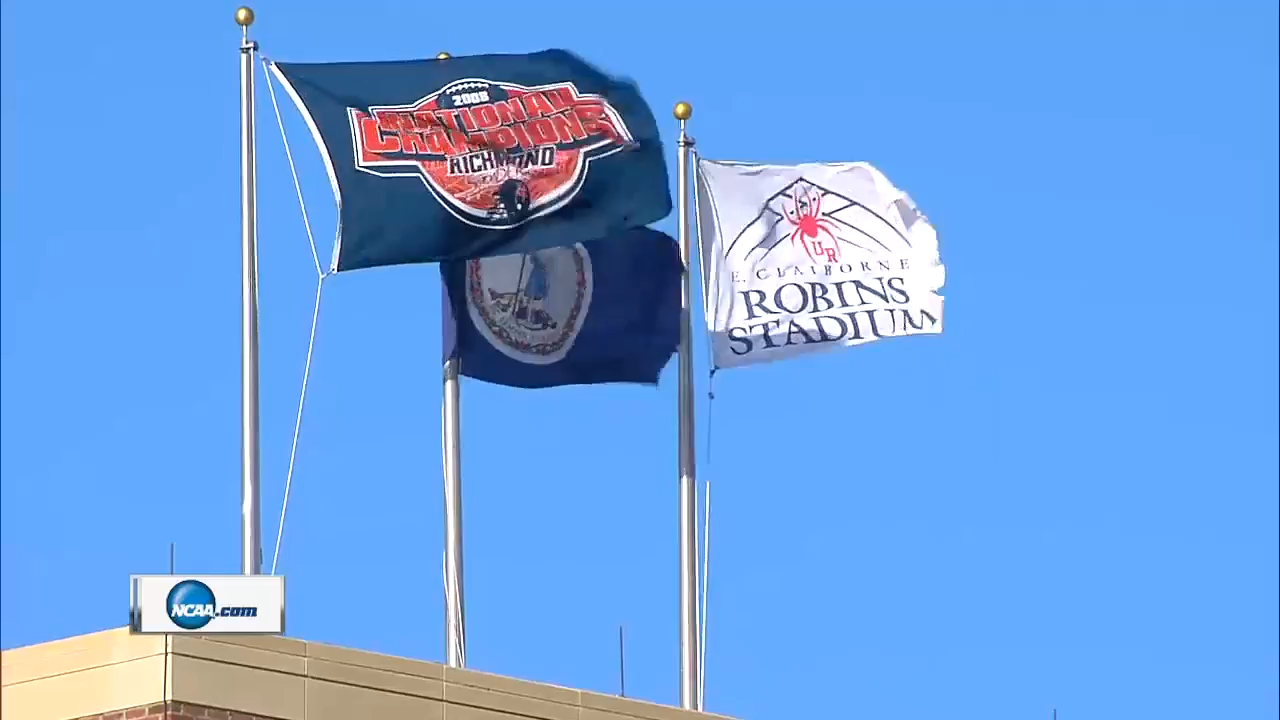 2008
NATIONAL
CHAMPIONS
RICHMOND
UR
E. CLAIBORNE
ROBINS
STADIUM
NCAA.com